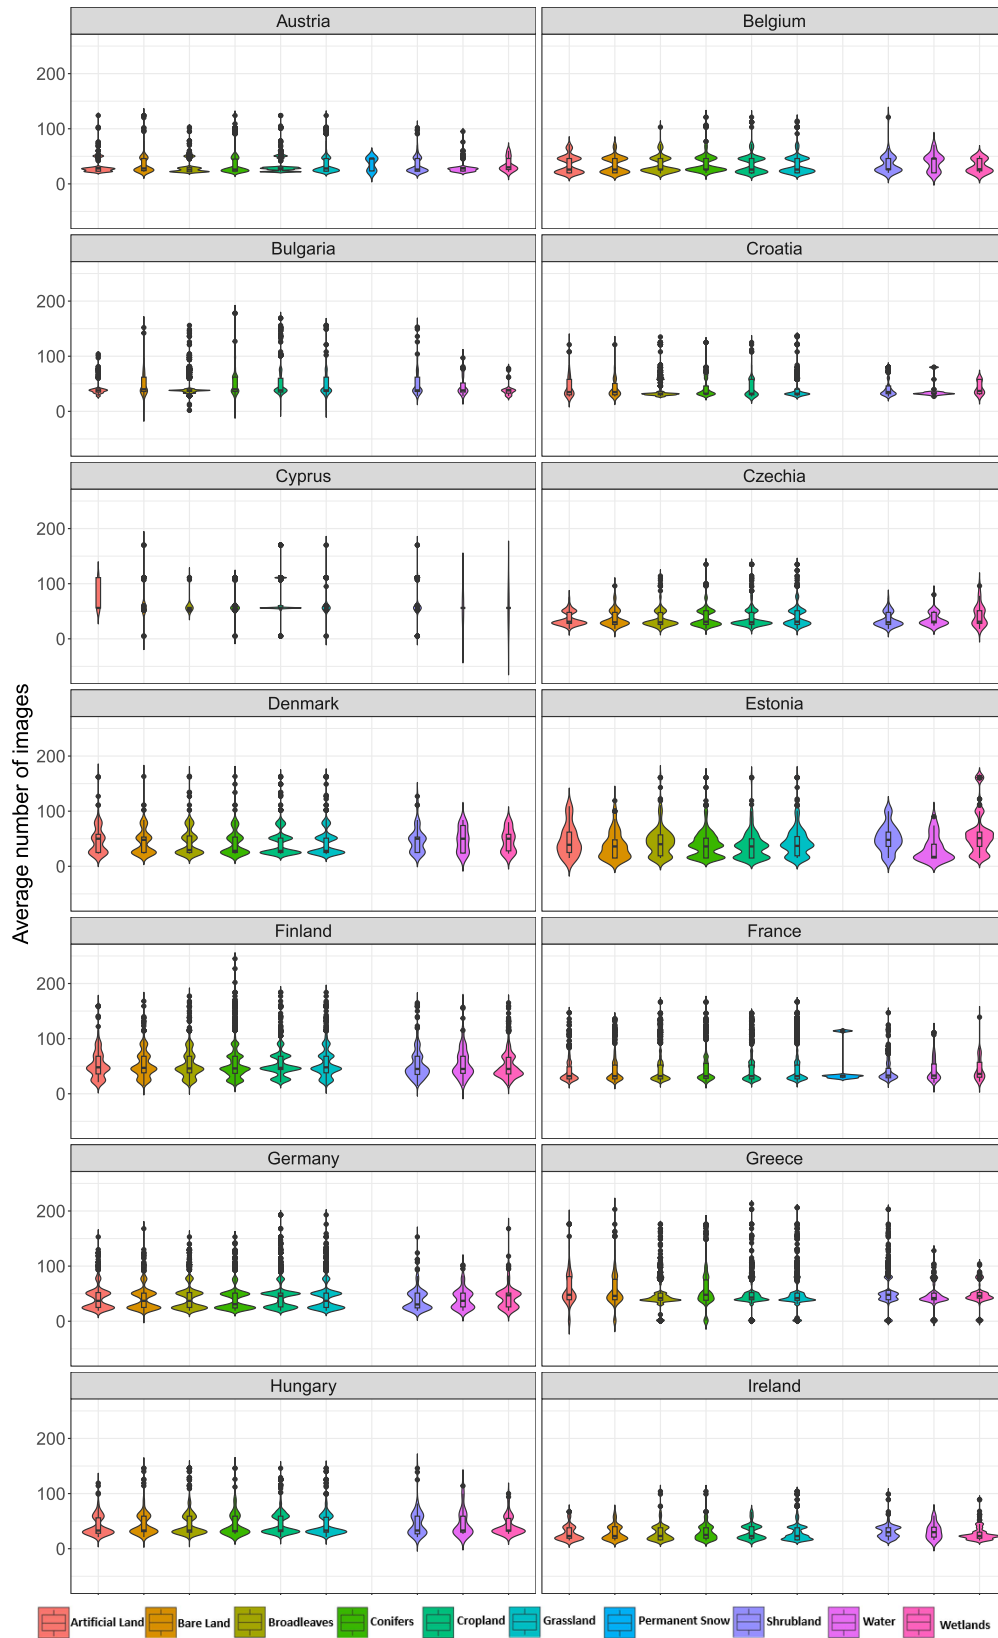 Austria Belgium
200
100
0
Bulgaria Croatia
200
100
0
Cyprus Czechia
200
100
0
Denmark Estonia
200
100
0
Finland France
200
100
0
Germany Greece
200
100
0
Hungary Ireland
200
100
0
Average number of images
Artificial Land Bare Land Broadleaves Conifers Cropland Grassland Permanent Snow Shrubland Water Wetlands